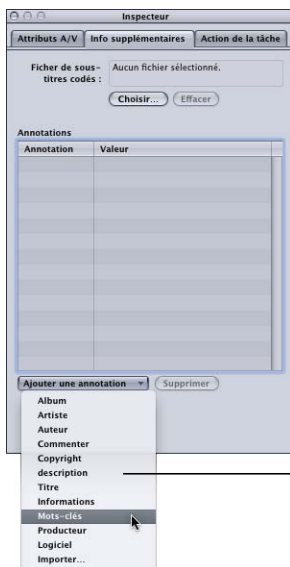 Inspecteur
Attributs A/V
Info supplémentaires
Action de la tâche
Ficher de sous-
titres codés :
Aucun fichier sélectionné.
Choisir...
Effacer
Annotations
Annotation
Valeur
Ajouter une annotation
Supprimer
Album
Artiste
Auteur
Commenter
Copyright
description
Titre
Informations
Mots-clés
Producteur
Logiciel
Importer...